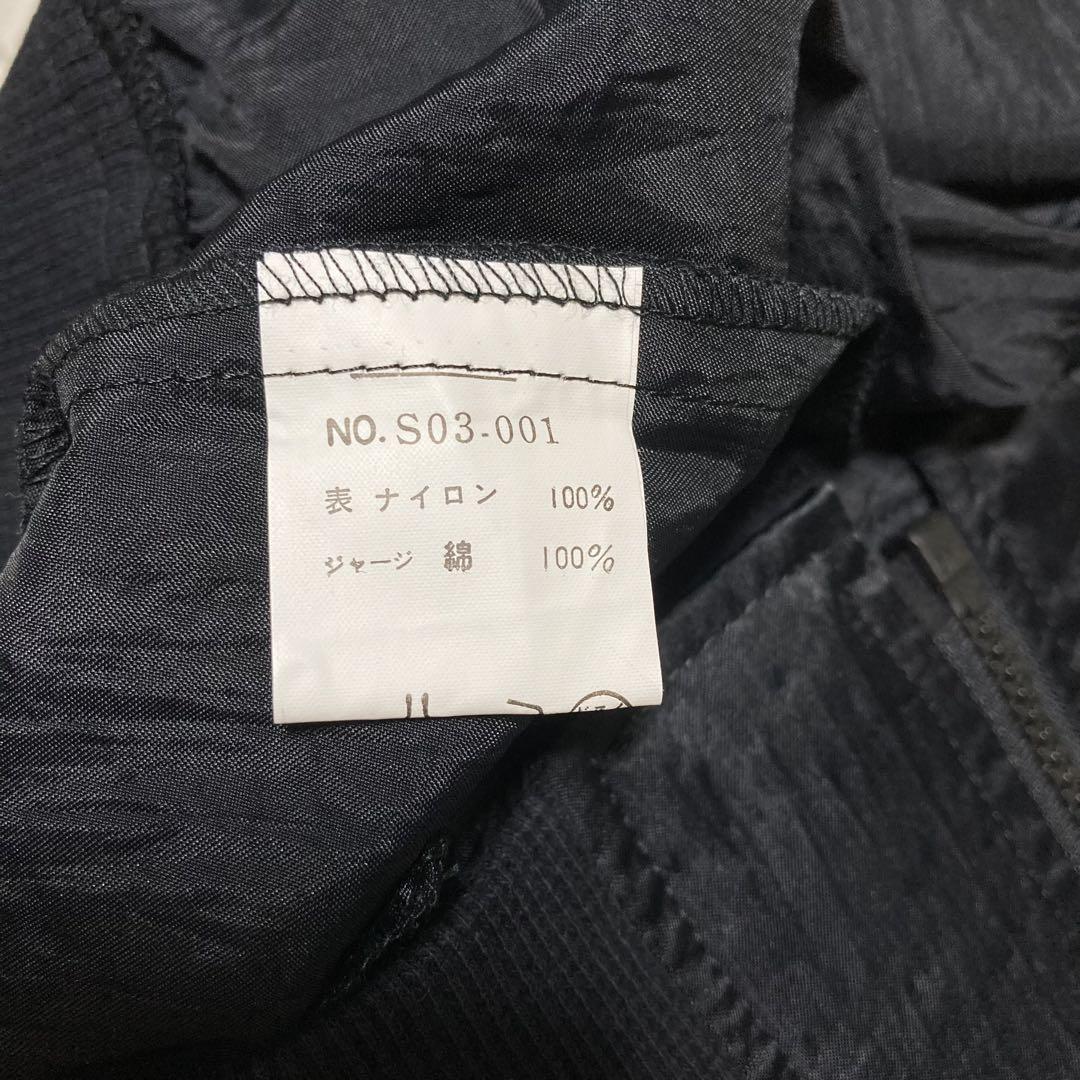 NO. S03-001
表 ナイロン 100%
ジャージ 綿 100%